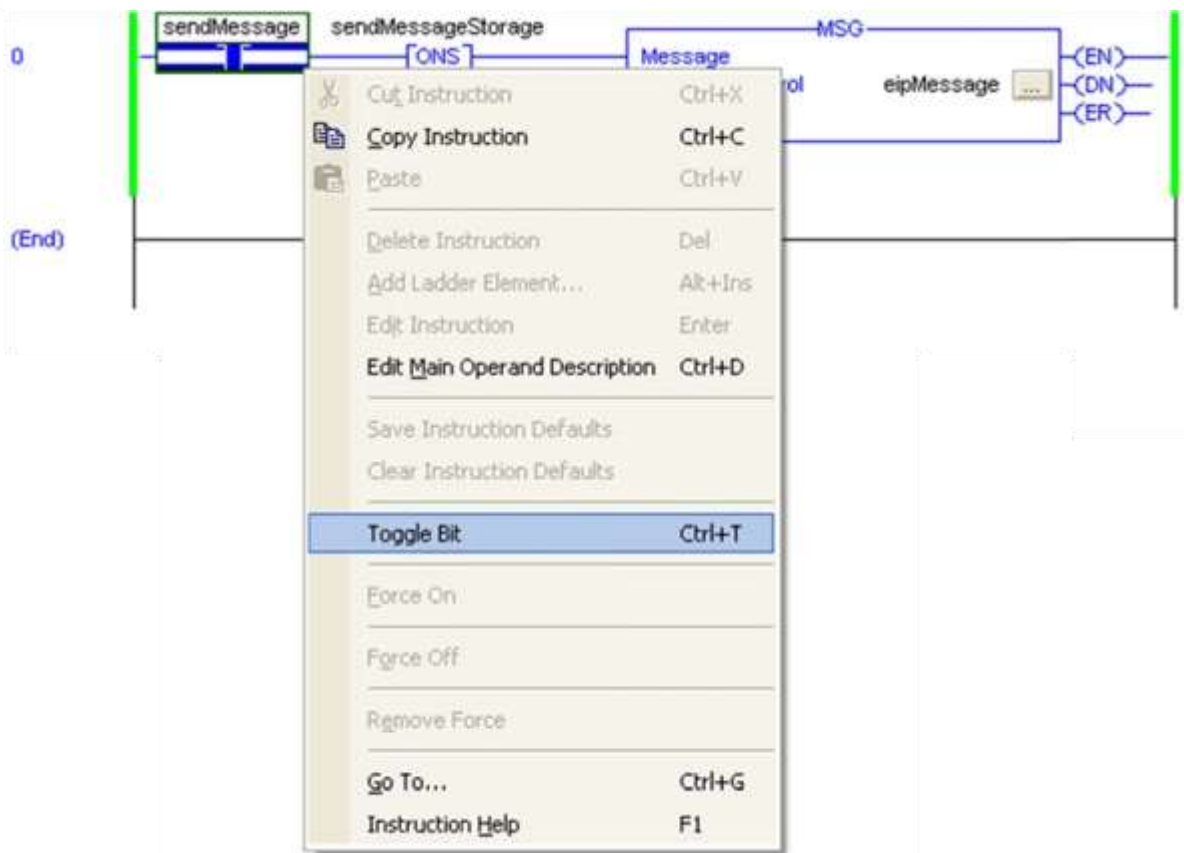 sendMessage sendMessageStorage MSG
0 ONS Message (EN)
rol eipMessage ... (DN)
(ER)
(End)
Cut Instruction Ctrl+X
Copy Instruction Ctrl+C
Paste Ctrl+V
Delete Instruction Del
Add Ladder Element... Alt+Ins
Edit Instruction Enter
Edit Main Operand Description Ctrl+D
Save Instruction Defaults
Clear Instruction Defaults
Toggle Bit Ctrl+T
Force On
Force Off
Remove Force
Go To... Ctrl+G
Instruction Help F1